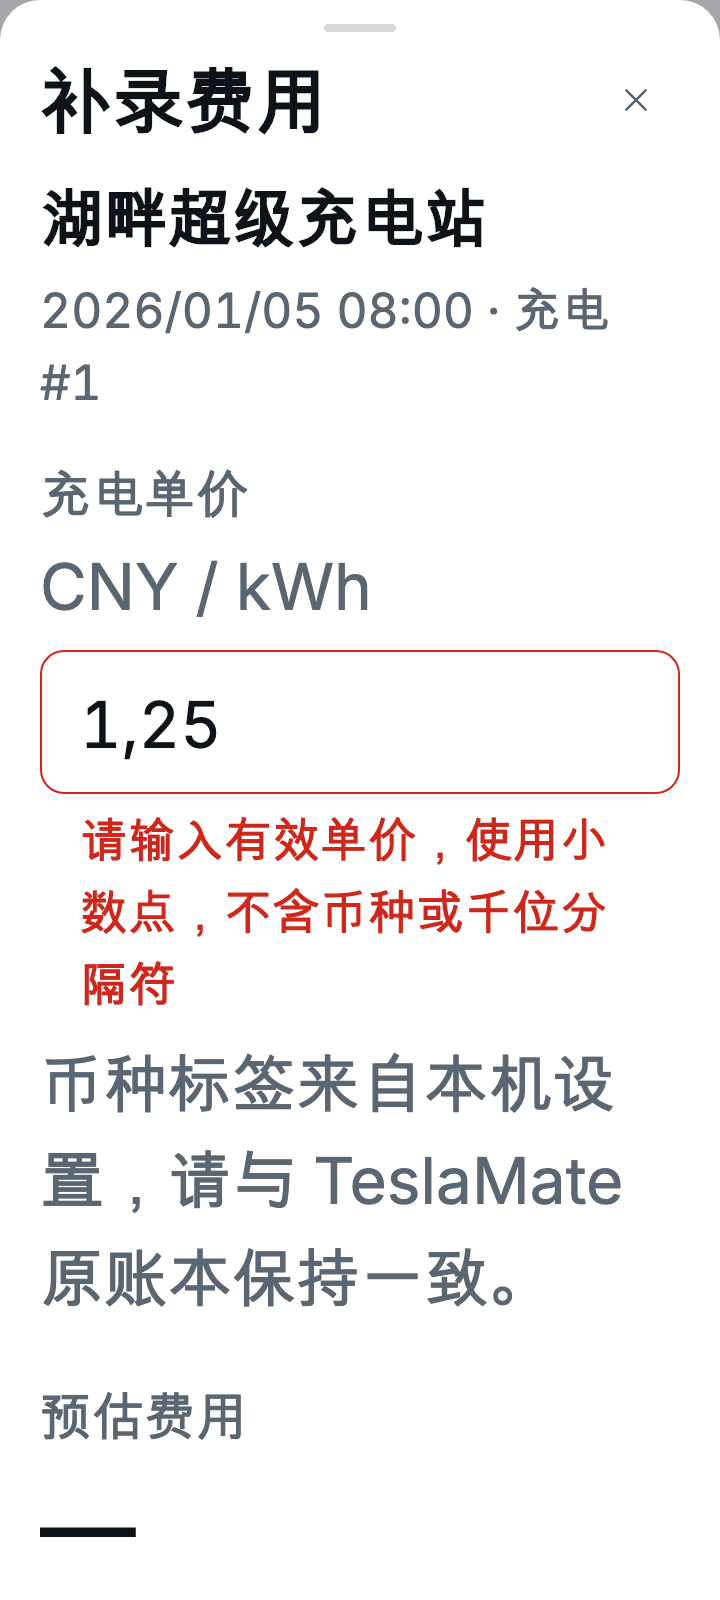 补录费用
湖畔超级充电站
2026/01/05 08:00 · 充电
#1
充电单价
CNY / kWh
1,25
请输入有效单价，使用小
数点，不含币种或千位分
隔符
币种标签来自本机设
置，请与 TeslaMate
原账本保持一致。
预估费用
—